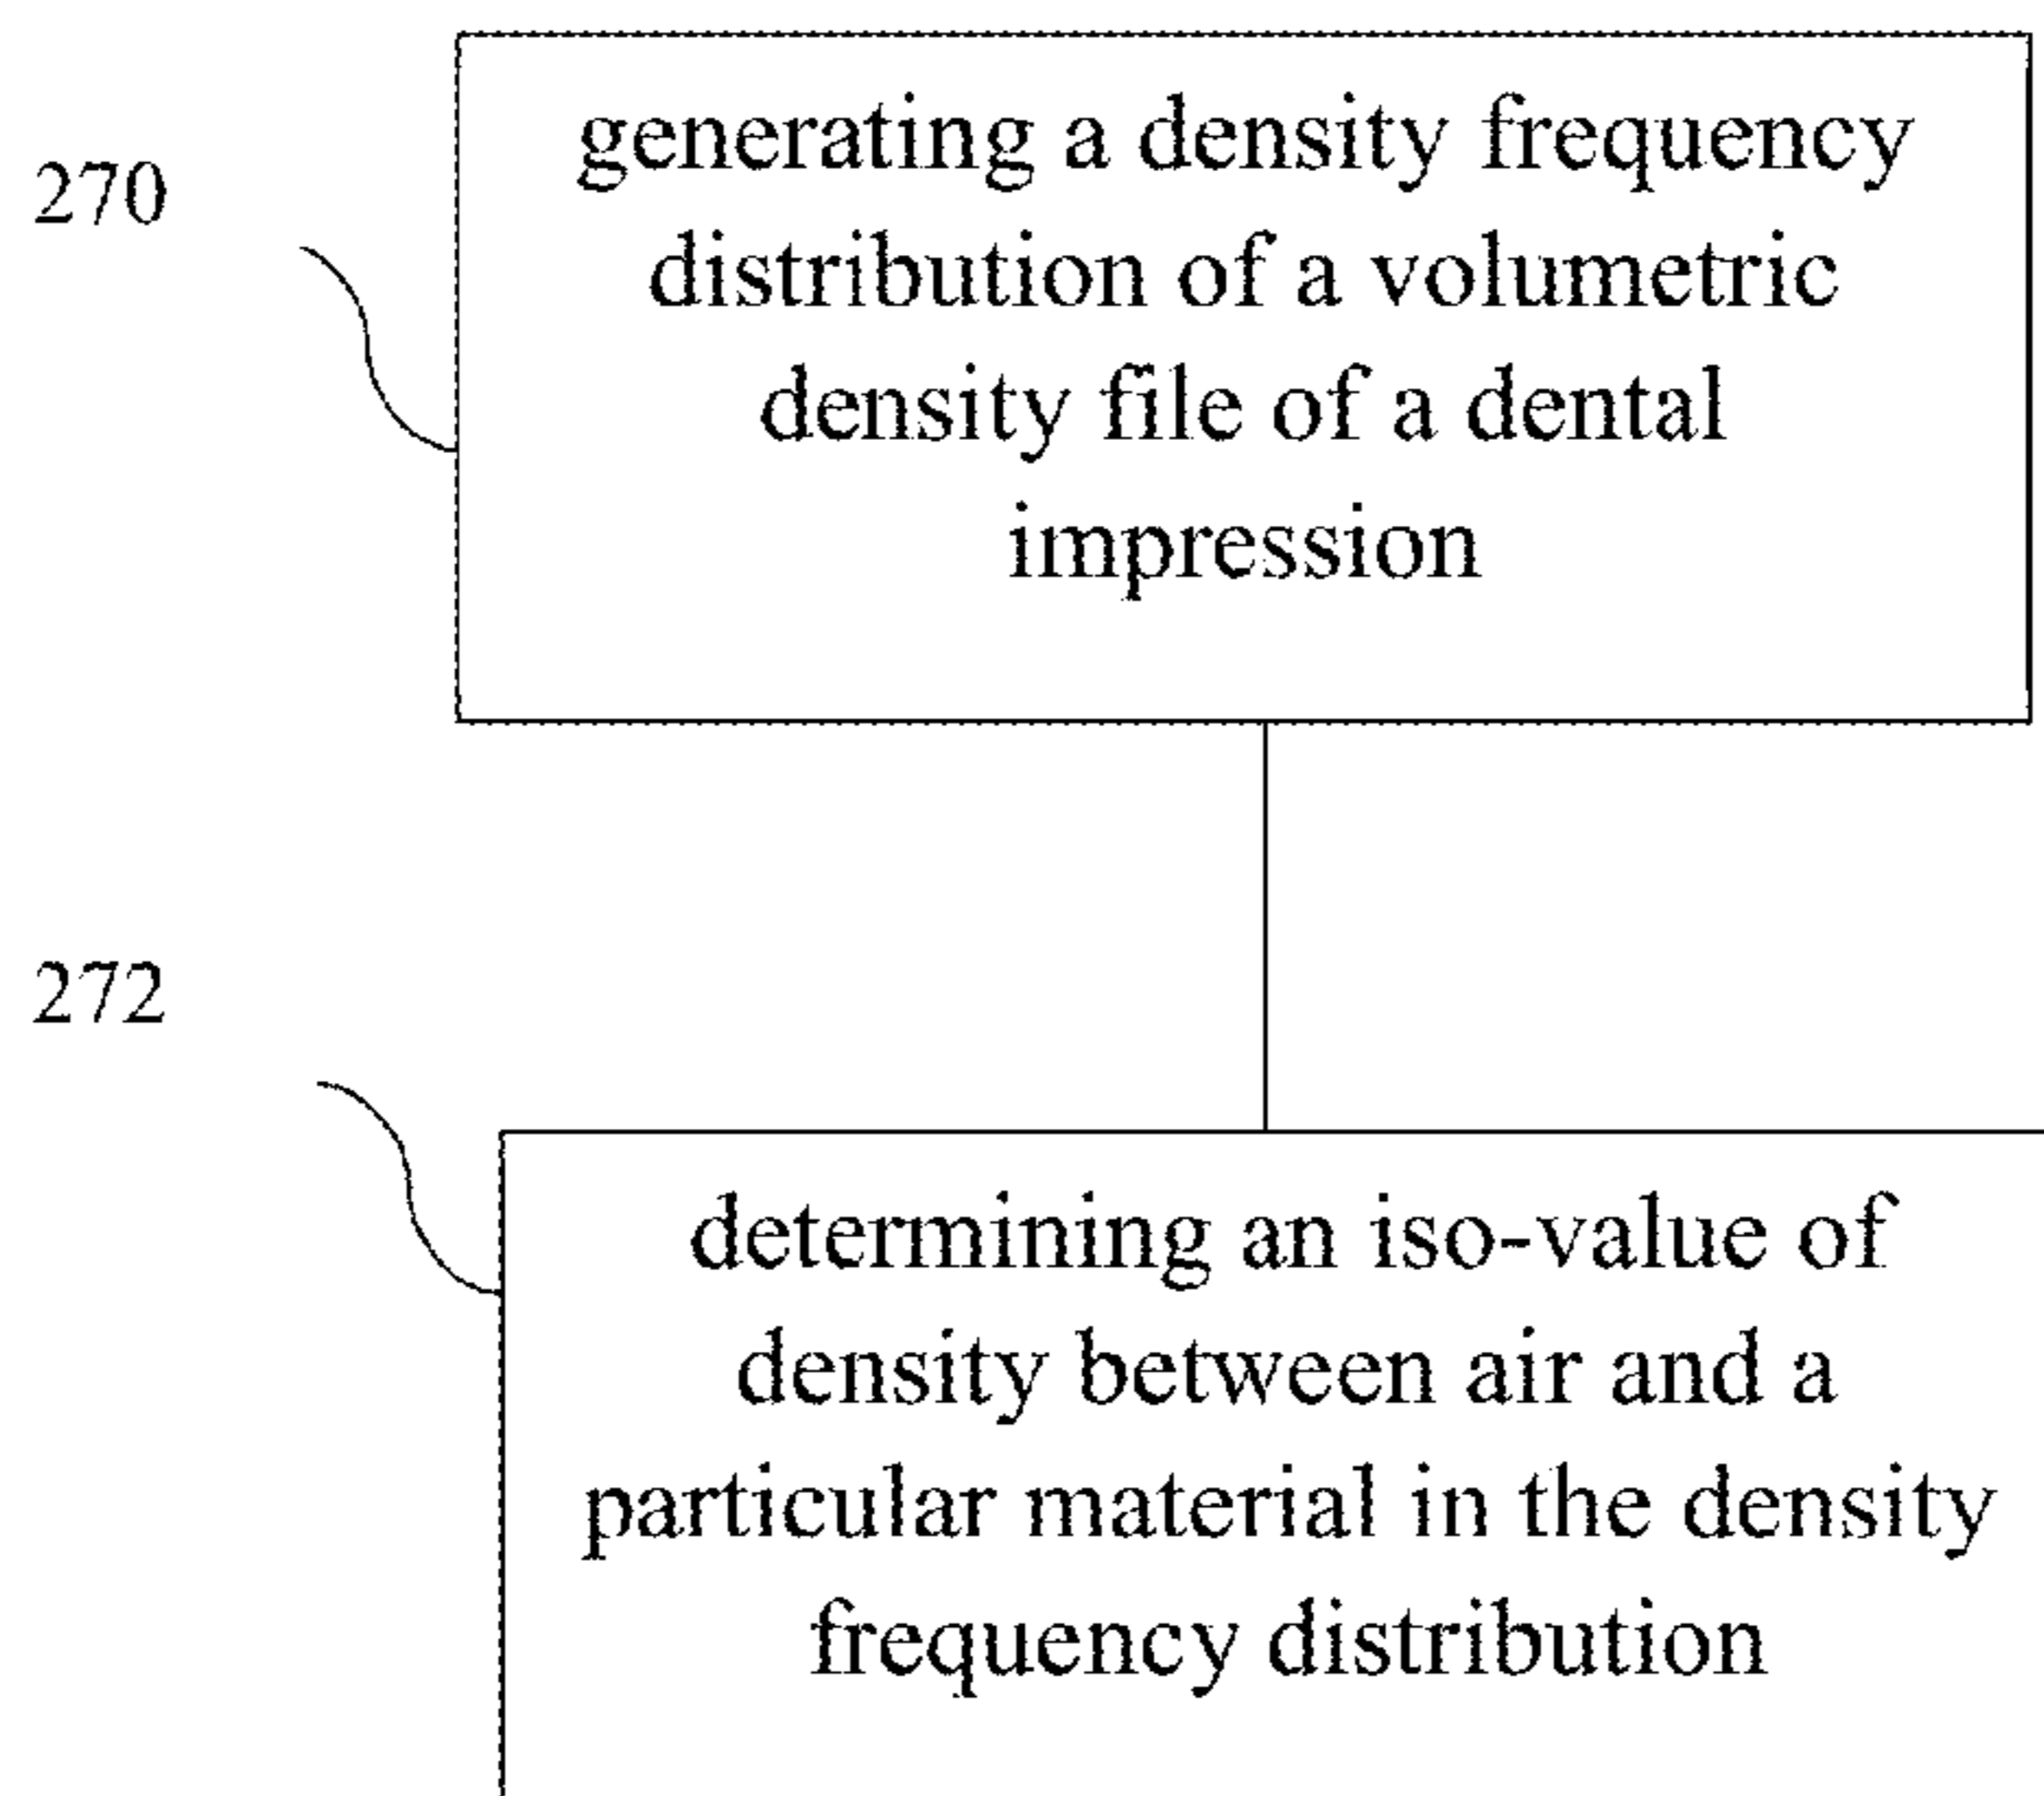 270
generating a density frequency
distribution of a volumetric
density file of a dental
impression
272
determining an iso-value of
density between air and a
particular material in the density
frequency distribution